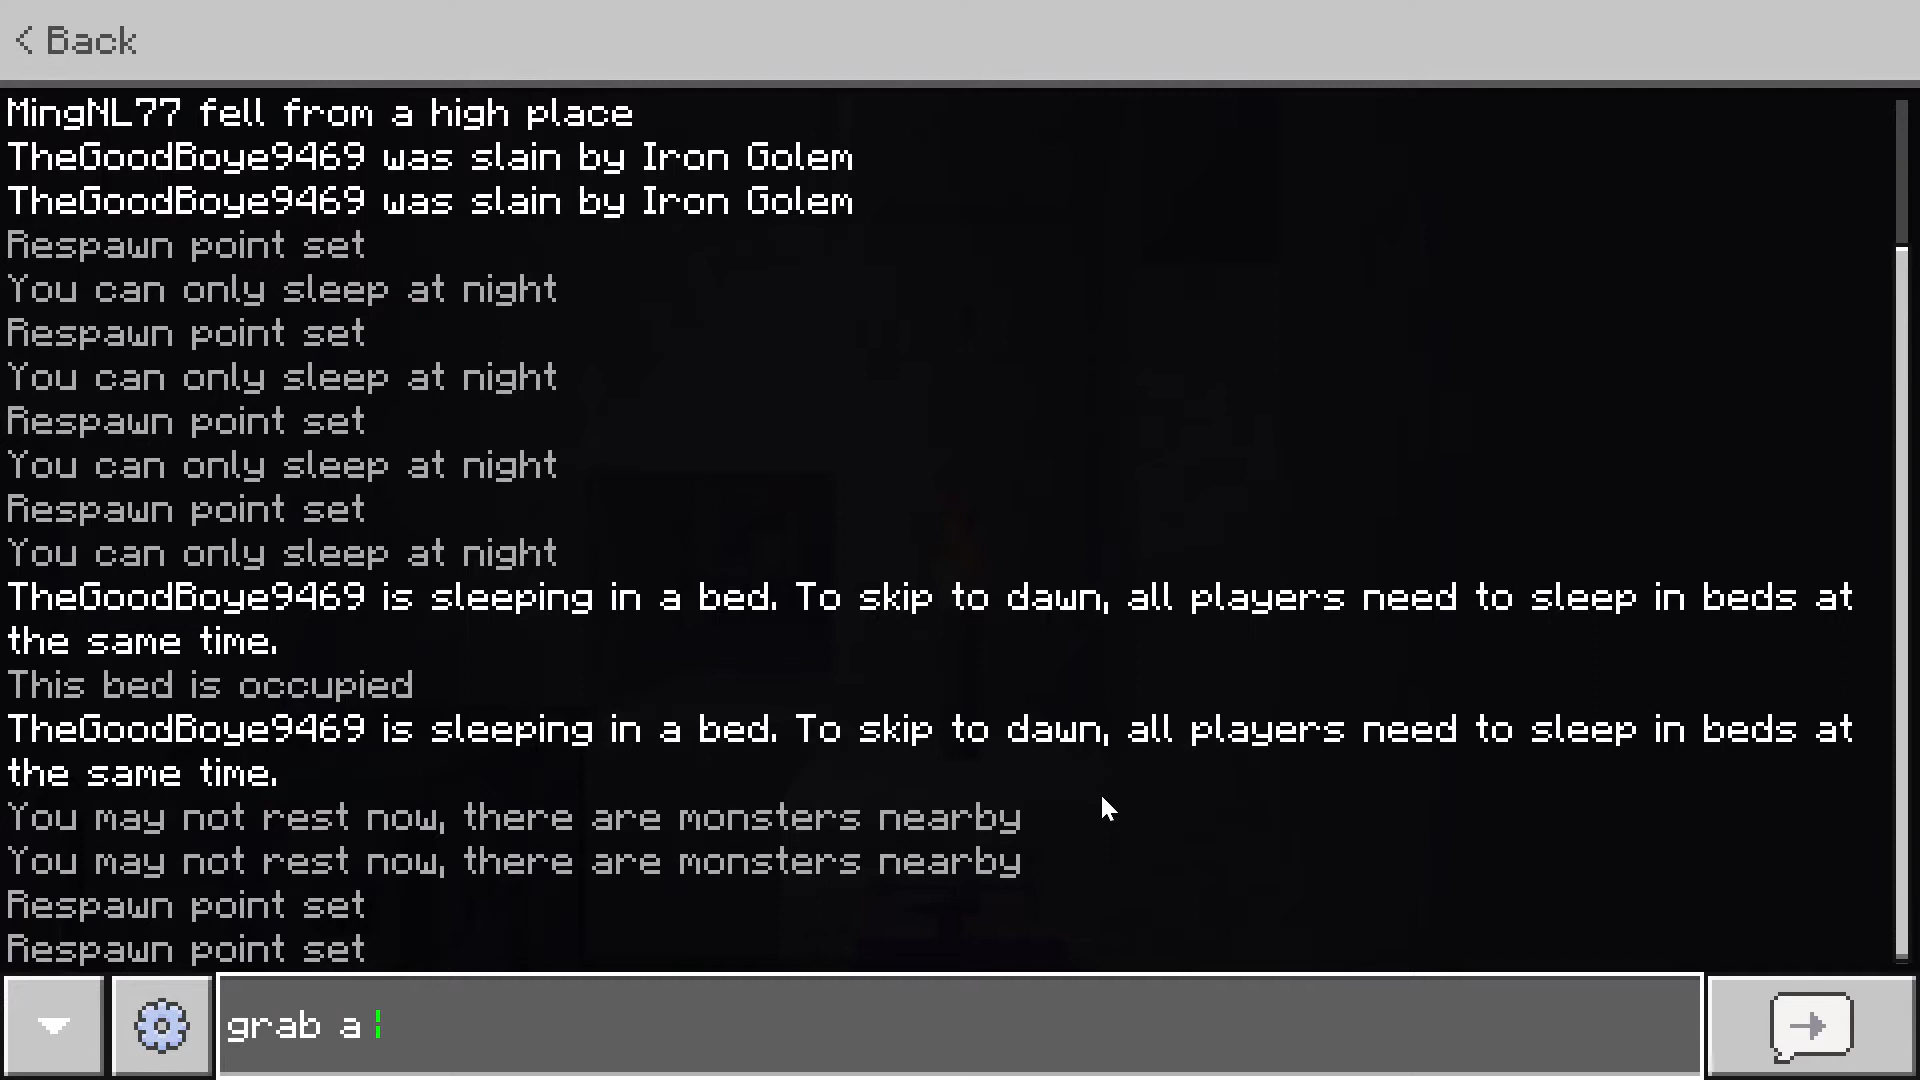 < Back
MingNL77 fell from a high place
TheGoodBoye9469 was slain by Iron Golem
TheGoodBoye9469 was slain by Iron Golem
Respawn point set
You can only sleep at night
Respawn point set
You can only sleep at night
Respawn point set
You can only sleep at night
Respawn point set
You can only sleep at night
TheGoodBoye9469 is sleeping in a bed. To skip to dawn, all players need to sleep in beds at
the same time.
This bed is occupied
TheGoodBoye9469 is sleeping in a bed. To skip to dawn, all players need to sleep in beds at
the same time.
You may not rest now, there are monsters nearby
You may not rest now, there are monsters nearby
Respawn point set
Respawn point set
grab a